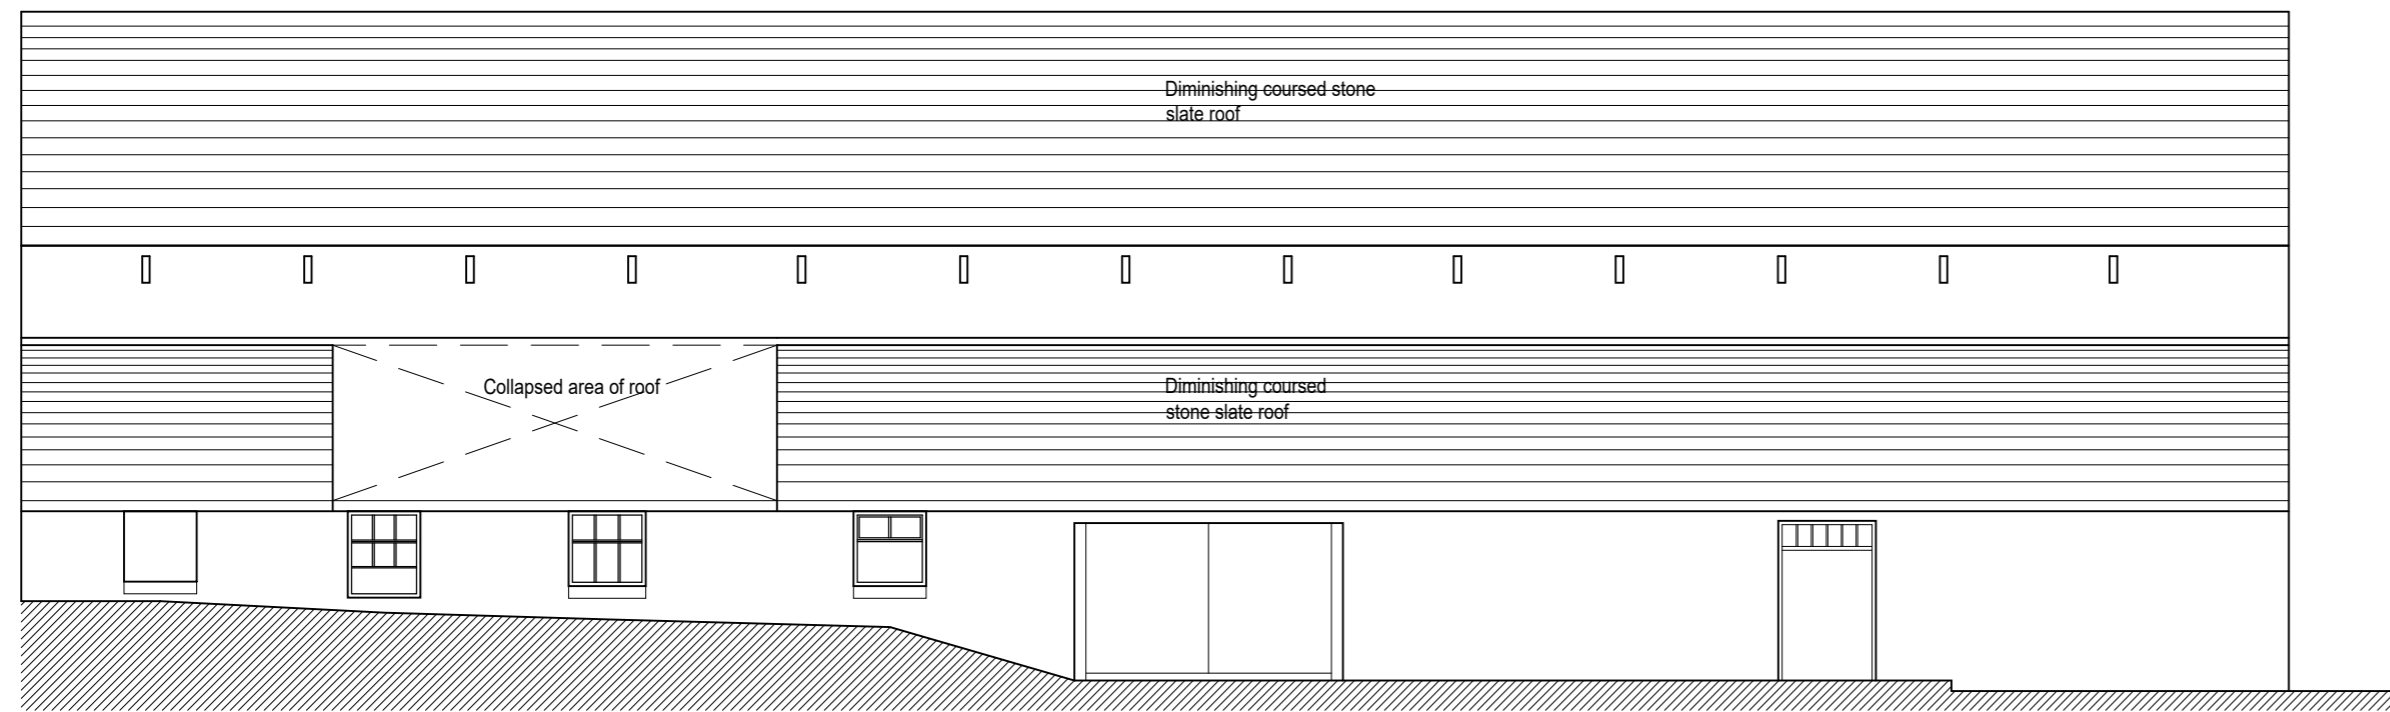 Diminishing coursed stone
slate roof
Collapsed area of roof
Diminishing coursed
stone slate roof